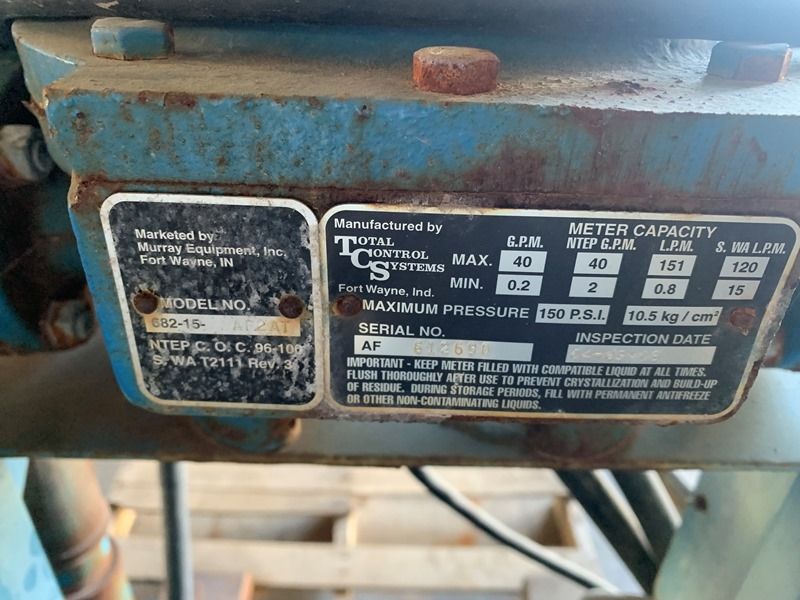 Marketed by:
Murray Equipment, Inc.
Fort Wayne, IN
MODEL NO.
682-15- AF2AT
NTEP C. O. C. 96-106
S. WA T2111 Rev. 3
Manufactured by
TOTAL
CONTROL
SYSTEMS
Fort Wayne, Ind.
METER CAPACITY
G.P.M. NTEP G.P.M. L.P.M. S. WA L.P.M.
MAX. 40 40 151 120
MIN. 0.2 2 0.8 15
MAXIMUM PRESSURE 150 P.S.I. 10.5 kg / cm²
SERIAL NO. INSPECTION DATE
AF 612690
IMPORTANT - KEEP METER FILLED WITH COMPATIBLE LIQUID AT ALL TIMES.
FLUSH THOROUGHLY AFTER USE TO PREVENT CRYSTALLIZATION AND BUILD-UP
OF RESIDUE. DURING STORAGE PERIODS, FILL WITH PERMANENT ANTIFREEZE
OR OTHER NON-CONTAMINATING LIQUIDS.